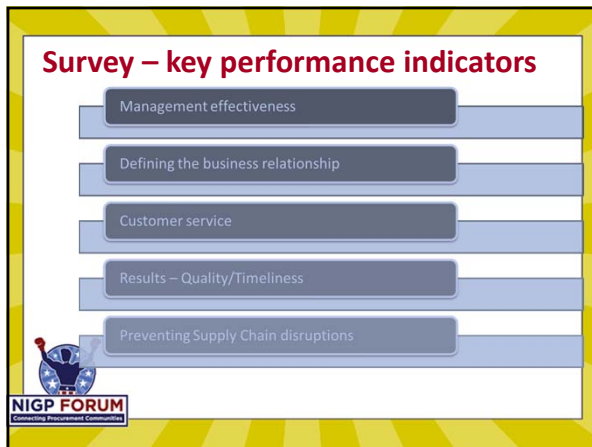 Survey – key performance indicators
Management effectiveness
Defining the business relationship
Customer service
Results – Quality/Timeliness
Preventing Supply Chain disruptions
NIGP FORUM
Connecting Procurement Communities